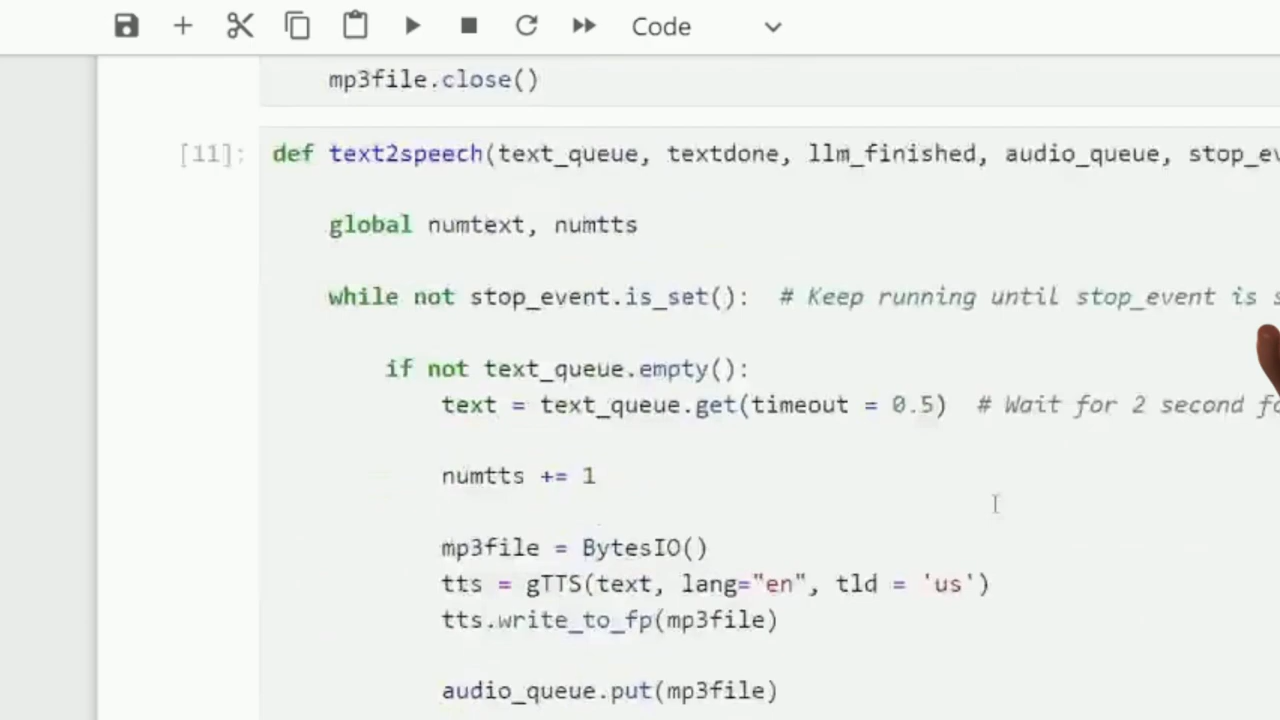 Code
mp3file.close()
[11]: def text2speech(text_queue, textdone, llm_finished, audio_queue, stop_ev
global numtext, numtts
while not stop_event.is_set():  # Keep running until stop_event is s
if not text_queue.empty():
text = text_queue.get(timeout = 0.5)  # Wait for 2 second fo
numtts += 1
mp3file = BytesIO()
tts = gTTS(text, lang="en", tld = 'us')
tts.write_to_fp(mp3file)
audio_queue.put(mp3file)